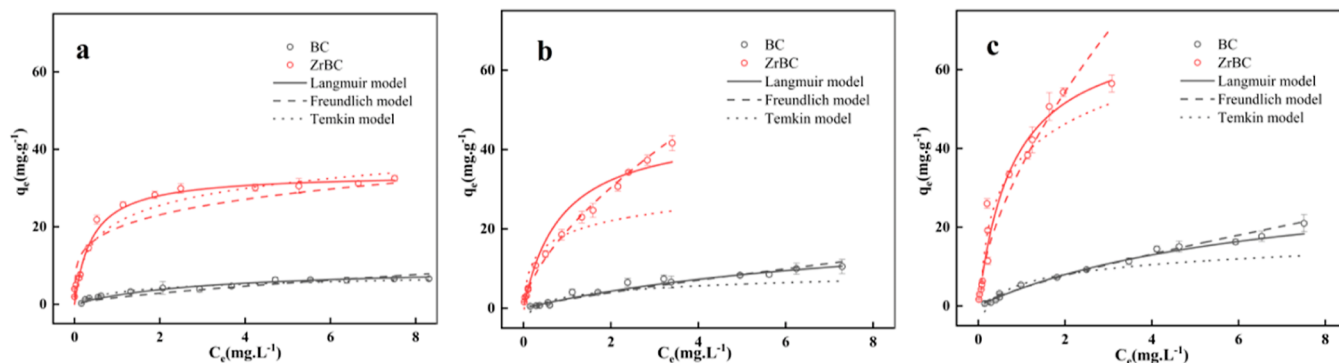 a
BC
ZrBC
Langmuir model
Freundlich model
Temkin model
60
40
20
0
qe(mg.g-1)
0 2 4 6 8
Ce(mg.L-1)
b
BC
ZrBC
Langmuir model
Freundlich model
Temkin model
60
40
20
0
qe(mg.g-1)
0 2 4 6 8
Ce(mg.L-1)
c
BC
ZrBC
Langmuir model
Freundlich model
Temkin model
60
40
20
0
qe(mg.g-1)
0 2 4 6 8
Ce(mg.L-1)